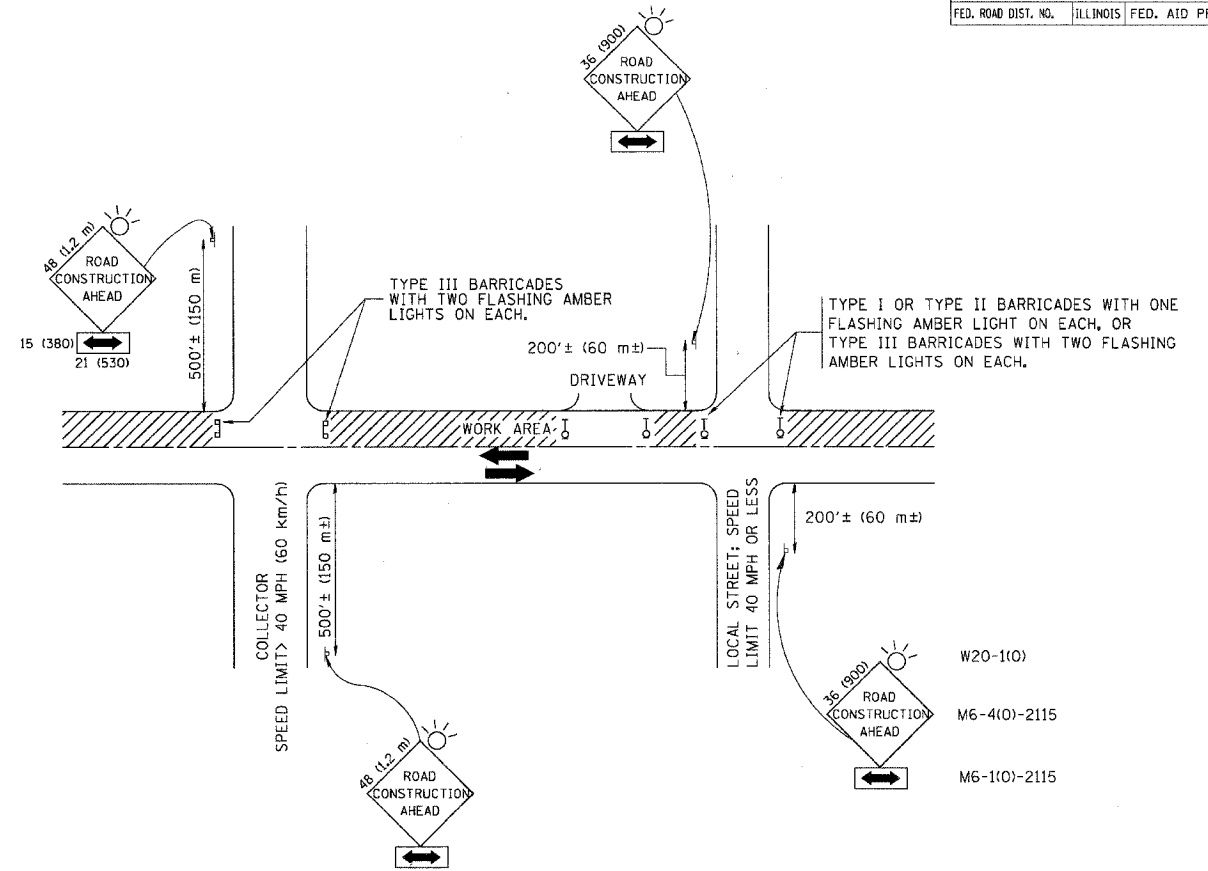 FED. ROAD DIST. NO. ILLINOIS FED. AID
36 (900)
ROAD
CONSTRUCTION
AHEAD
48 (1.2 m)
ROAD
CONSTRUCTION
AHEAD
15 (380)
21 (530)
500'± (150 m)
TYPE III BARRICADES
WITH TWO FLASHING AMBER
LIGHTS ON EACH.
200'± (60 m±)
DRIVEWAY
TYPE I OR TYPE II BARRICADES WITH ONE
FLASHING AMBER LIGHT ON EACH, OR
TYPE III BARRICADES WITH TWO FLASHING
AMBER LIGHTS ON EACH.
WORK AREA
COLLECTOR
SPEED LIMIT> 40 MPH (60 km/h)
500'± (150 m±)
LOCAL STREET; SPEED
LIMIT 40 MPH OR LESS
200'± (60 m±)
48 (1.2 m)
ROAD
CONSTRUCTION
AHEAD
36 (900)
ROAD
CONSTRUCTION
AHEAD
W20-1(O)
M6-4(O)-2115
M6-1(O)-2115